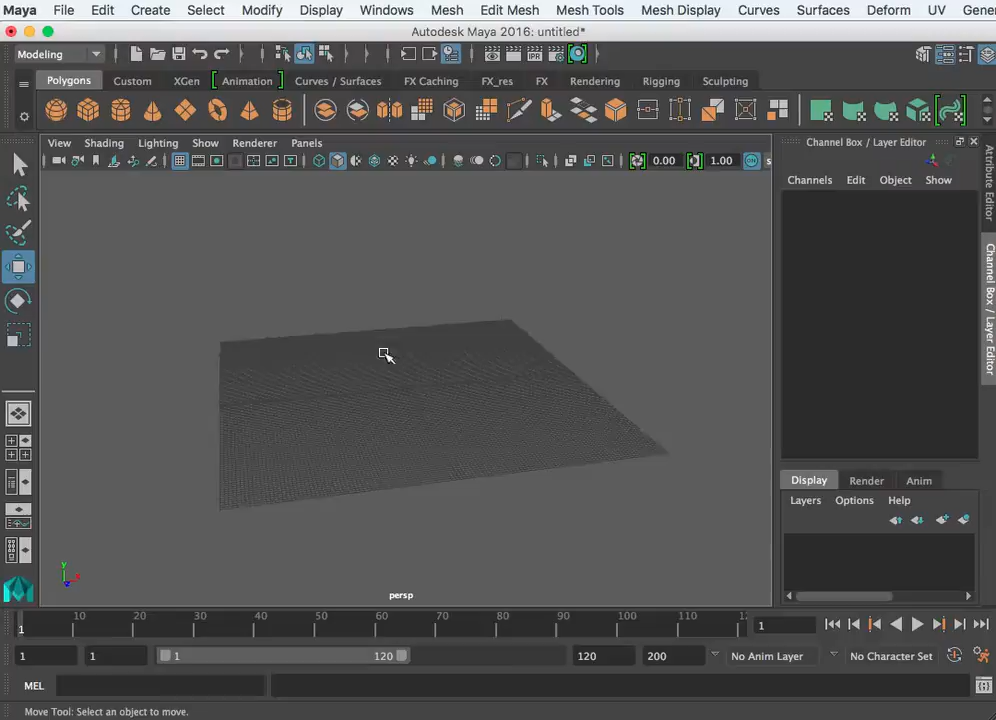 Maya File Edit Create Select Modify Display Windows Mesh Edit Mesh Mesh Tools Mesh Display Curves Surfaces Deform UV Gener
Autodesk Maya 2016: untitled*
Modeling
Polygons Custom XGen Animation Curves / Surfaces FX Caching FX_res FX Rendering Rigging Sculpting
View Shading Lighting Show Renderer Panels
Channel Box / Layer Editor
IPR
0.00 1.00 s
Channels Edit Object Show
Attribute Editor
Channel Box / Layer Editor
y
x
z
persp
Display Render Anim
Layers Options Help
10 20 30 40 50 60 70 80 90 100 110 12
1
1
1 1 1 120 120 200 No Anim Layer No Character Set
MEL
Move Tool: Select an object to move.